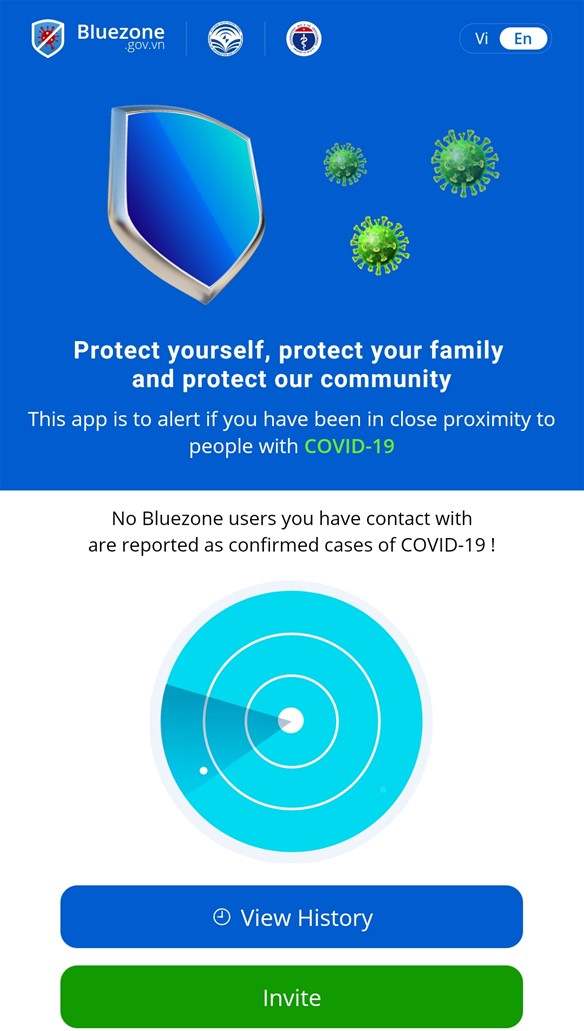 Bluezone
.gov.vn
Vi
En
Protect yourself, protect your family
and protect our community
This app is to alert if you have been in close proximity to
people with COVID-19
No Bluezone users you have contact with
are reported as confirmed cases of COVID-19 !
View History
Invite